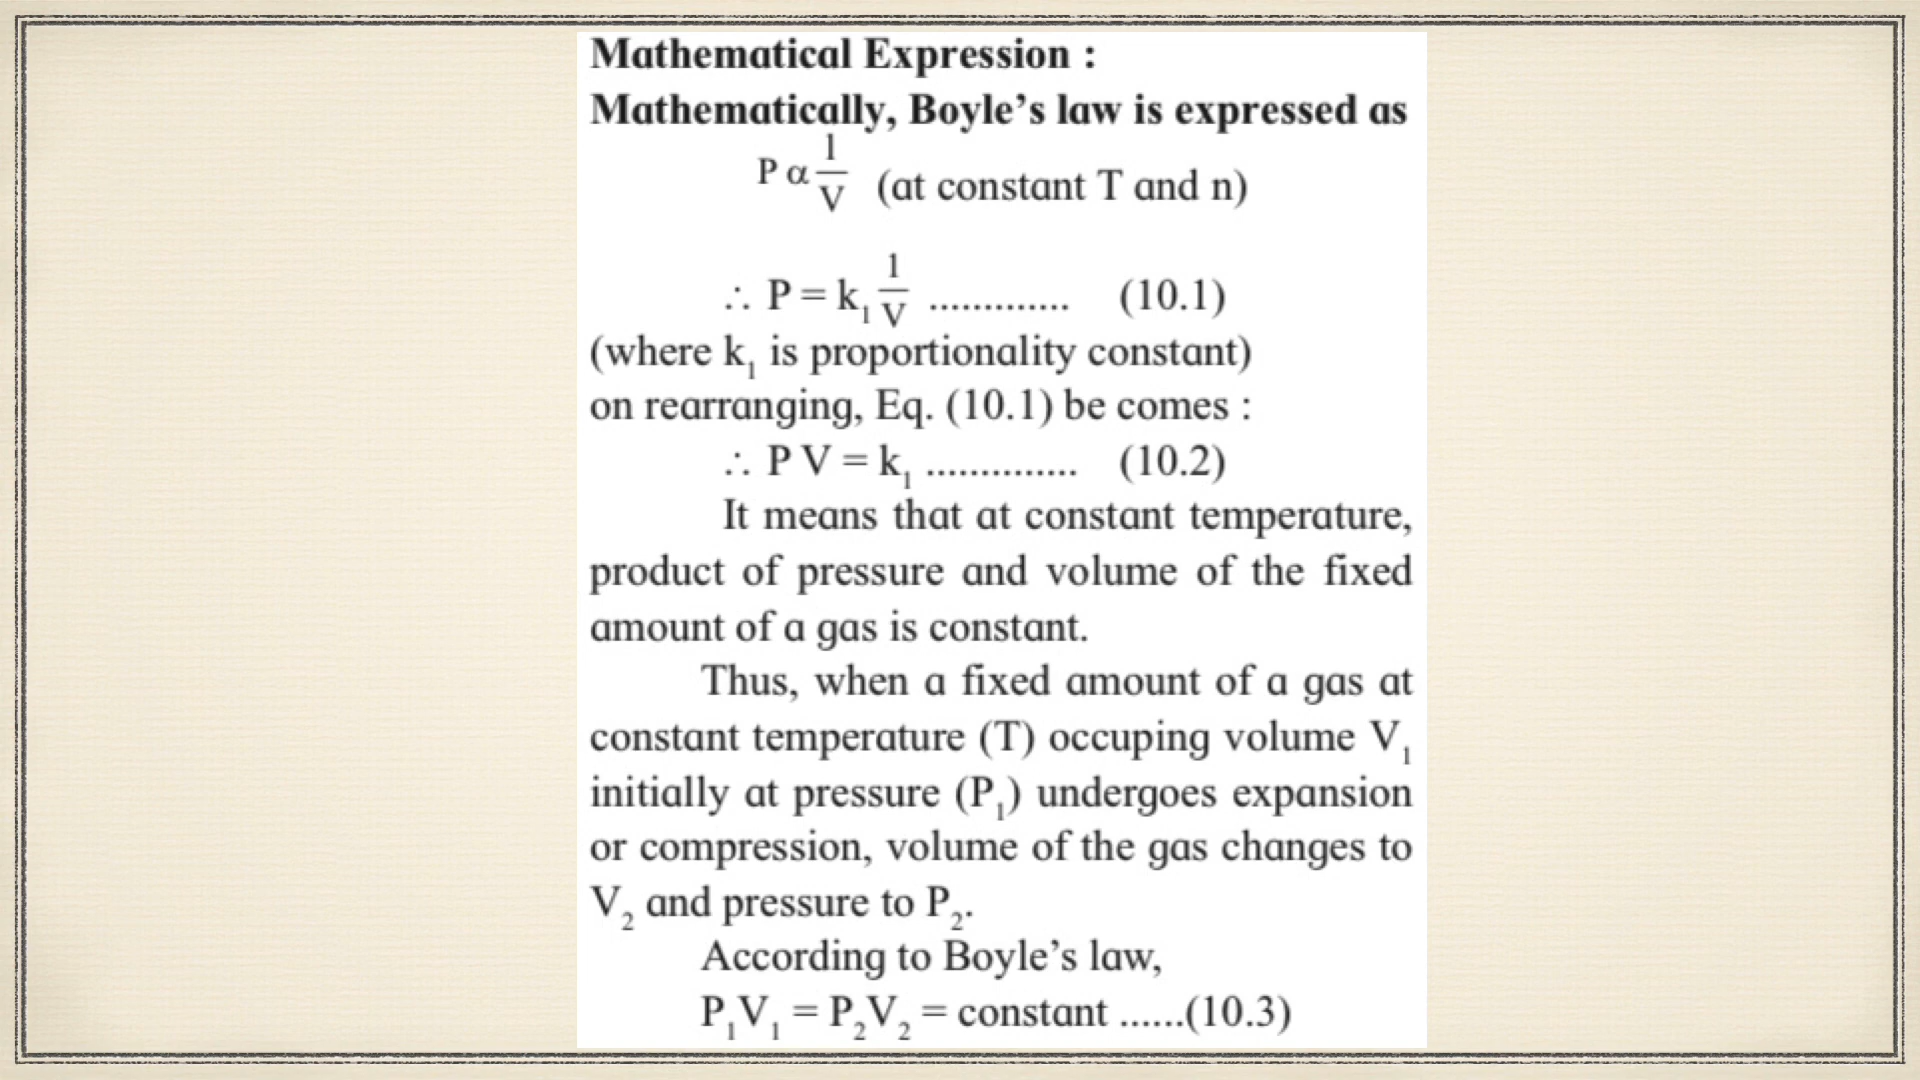 Mathematical Expression :
Mathematically, Boyle’s law is expressed as
P α 1/V (at constant T and n)
∴ P = k₁ 1/V ............. (10.1)
(where k₁ is proportionality constant)
on rearranging, Eq. (10.1) be comes :
∴ P V = k₁ .............. (10.2)
It means that at constant temperature,
product of pressure and volume of the fixed
amount of a gas is constant.
Thus, when a fixed amount of a gas at
constant temperature (T) occuping volume V₁
initially at pressure (P₁) undergoes expansion
or compression, volume of the gas changes to
V₂ and pressure to P₂.
According to Boyle’s law,
P₁V₁ = P₂V₂ = constant ......(10.3)